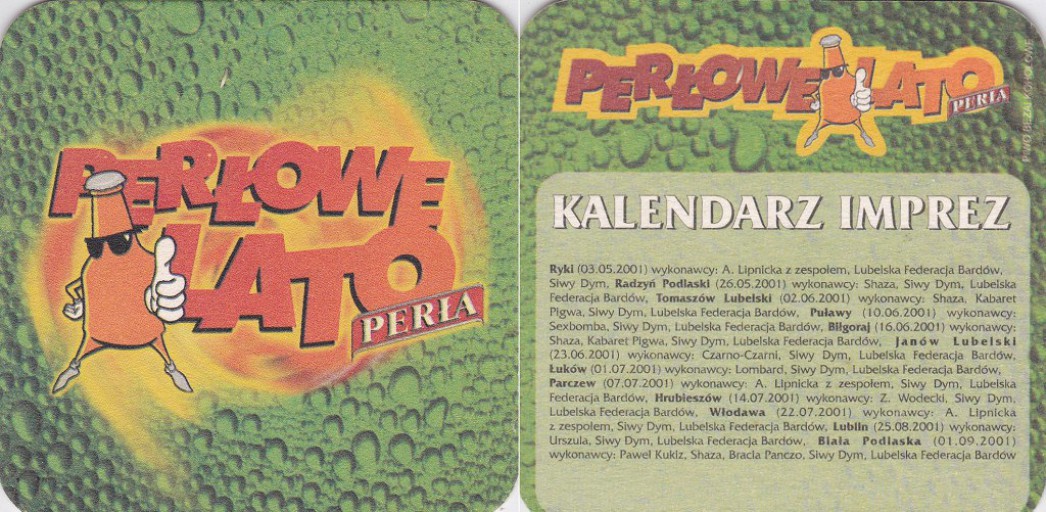 PERŁOWE
LATO
PERŁA
PERŁOWE LATO
PERŁA
KALENDARZ IMPREZ
Ryki (03.05.2001) wykonawcy: A. Lipnicka z zespołem, Lubelska Federacja Bardów,
Siwy Dym, Radzyń Podlaski (26.05.2001) wykonawcy: Shaza, Siwy Dym, Lubelska
Federacja Bardów, Tomaszów Lubelski (02.06.2001) wykonawcy: Shaza, Kabaret
Pigwa, Siwy Dym, Lubelska Federacja Bardów, Puławy (10.06.2001) wykonawcy:
Sexbomba, Siwy Dym, Lubelska Federacja Bardów, Biłgoraj (16.06.2001) wykonawcy:
Shaza, Kabaret Pigwa, Siwy Dym, Lubelska Federacja Bardów, Janów Lubelski
(23.06.2001) wykonawcy: Czarno-Czarni, Siwy Dym, Lubelska Federacja Bardów,
Łuków (01.07.2001) wykonawcy: Lombard, Siwy Dym, Lubelska Federacja Bardów,
Parczew (07.07.2001) wykonawcy: A. Lipnicka z zespołem, Siwy Dym, Lubelska
Federacja Bardów, Hrubieszów (14.07.2001) wykonawcy: Z. Wodecki, Siwy Dym,
Lubelska Federacja Bardów, Włodawa (22.07.2001) wykonawcy: A. Lipnicka
z zespołem, Siwy Dym, Lubelska Federacja Bardów, Lublin (25.08.2001) wykonawcy:
Urszula, Siwy Dym, Lubelska Federacja Bardów, Biała Podlaska (01.09.2001)
wykonawcy: Paweł Kukiz, Shaza, Bracia Panczo, Siwy Dym, Lubelska Federacja Bardów